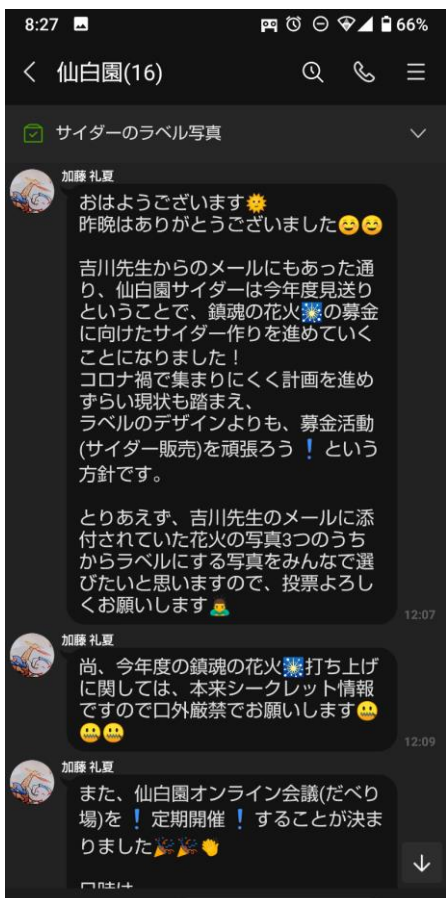 8:27 66%
仙白園(16)
サイダーのラベル写真
加藤 礼夏
おはようございます🌞
昨晩はありがとうございました😊😊
吉川先生からのメールにもあった通
り、仙白園サイダーは今年度見送り
ということで、鎮魂の花火🎇の募金
に向けたサイダー作りを進めていく
ことになりました！
コロナ禍で集まりにくく計画を進め
ずらい現状も踏まえ、
ラベルのデザインよりも、募金活動
(サイダー販売)を頑張ろう❕という
方針です。
とりあえず、吉川先生のメールに添
付されていた花火の写真3つのうち
からラベルにする写真をみんなで選
びたいと思いますので、投票よろし
くお願いします🙇‍♂️
12:07
加藤 礼夏
尚、今年度の鎮魂の花火🎇打ち上げ
に関しては、本来シークレット情報
ですので口外厳禁でお願いします🤐
🤐🤐
12:09
加藤 礼夏
また、仙白園オンライン会議(だべり
場)を❕定期開催❕することが決ま
りました🎉🎉👏